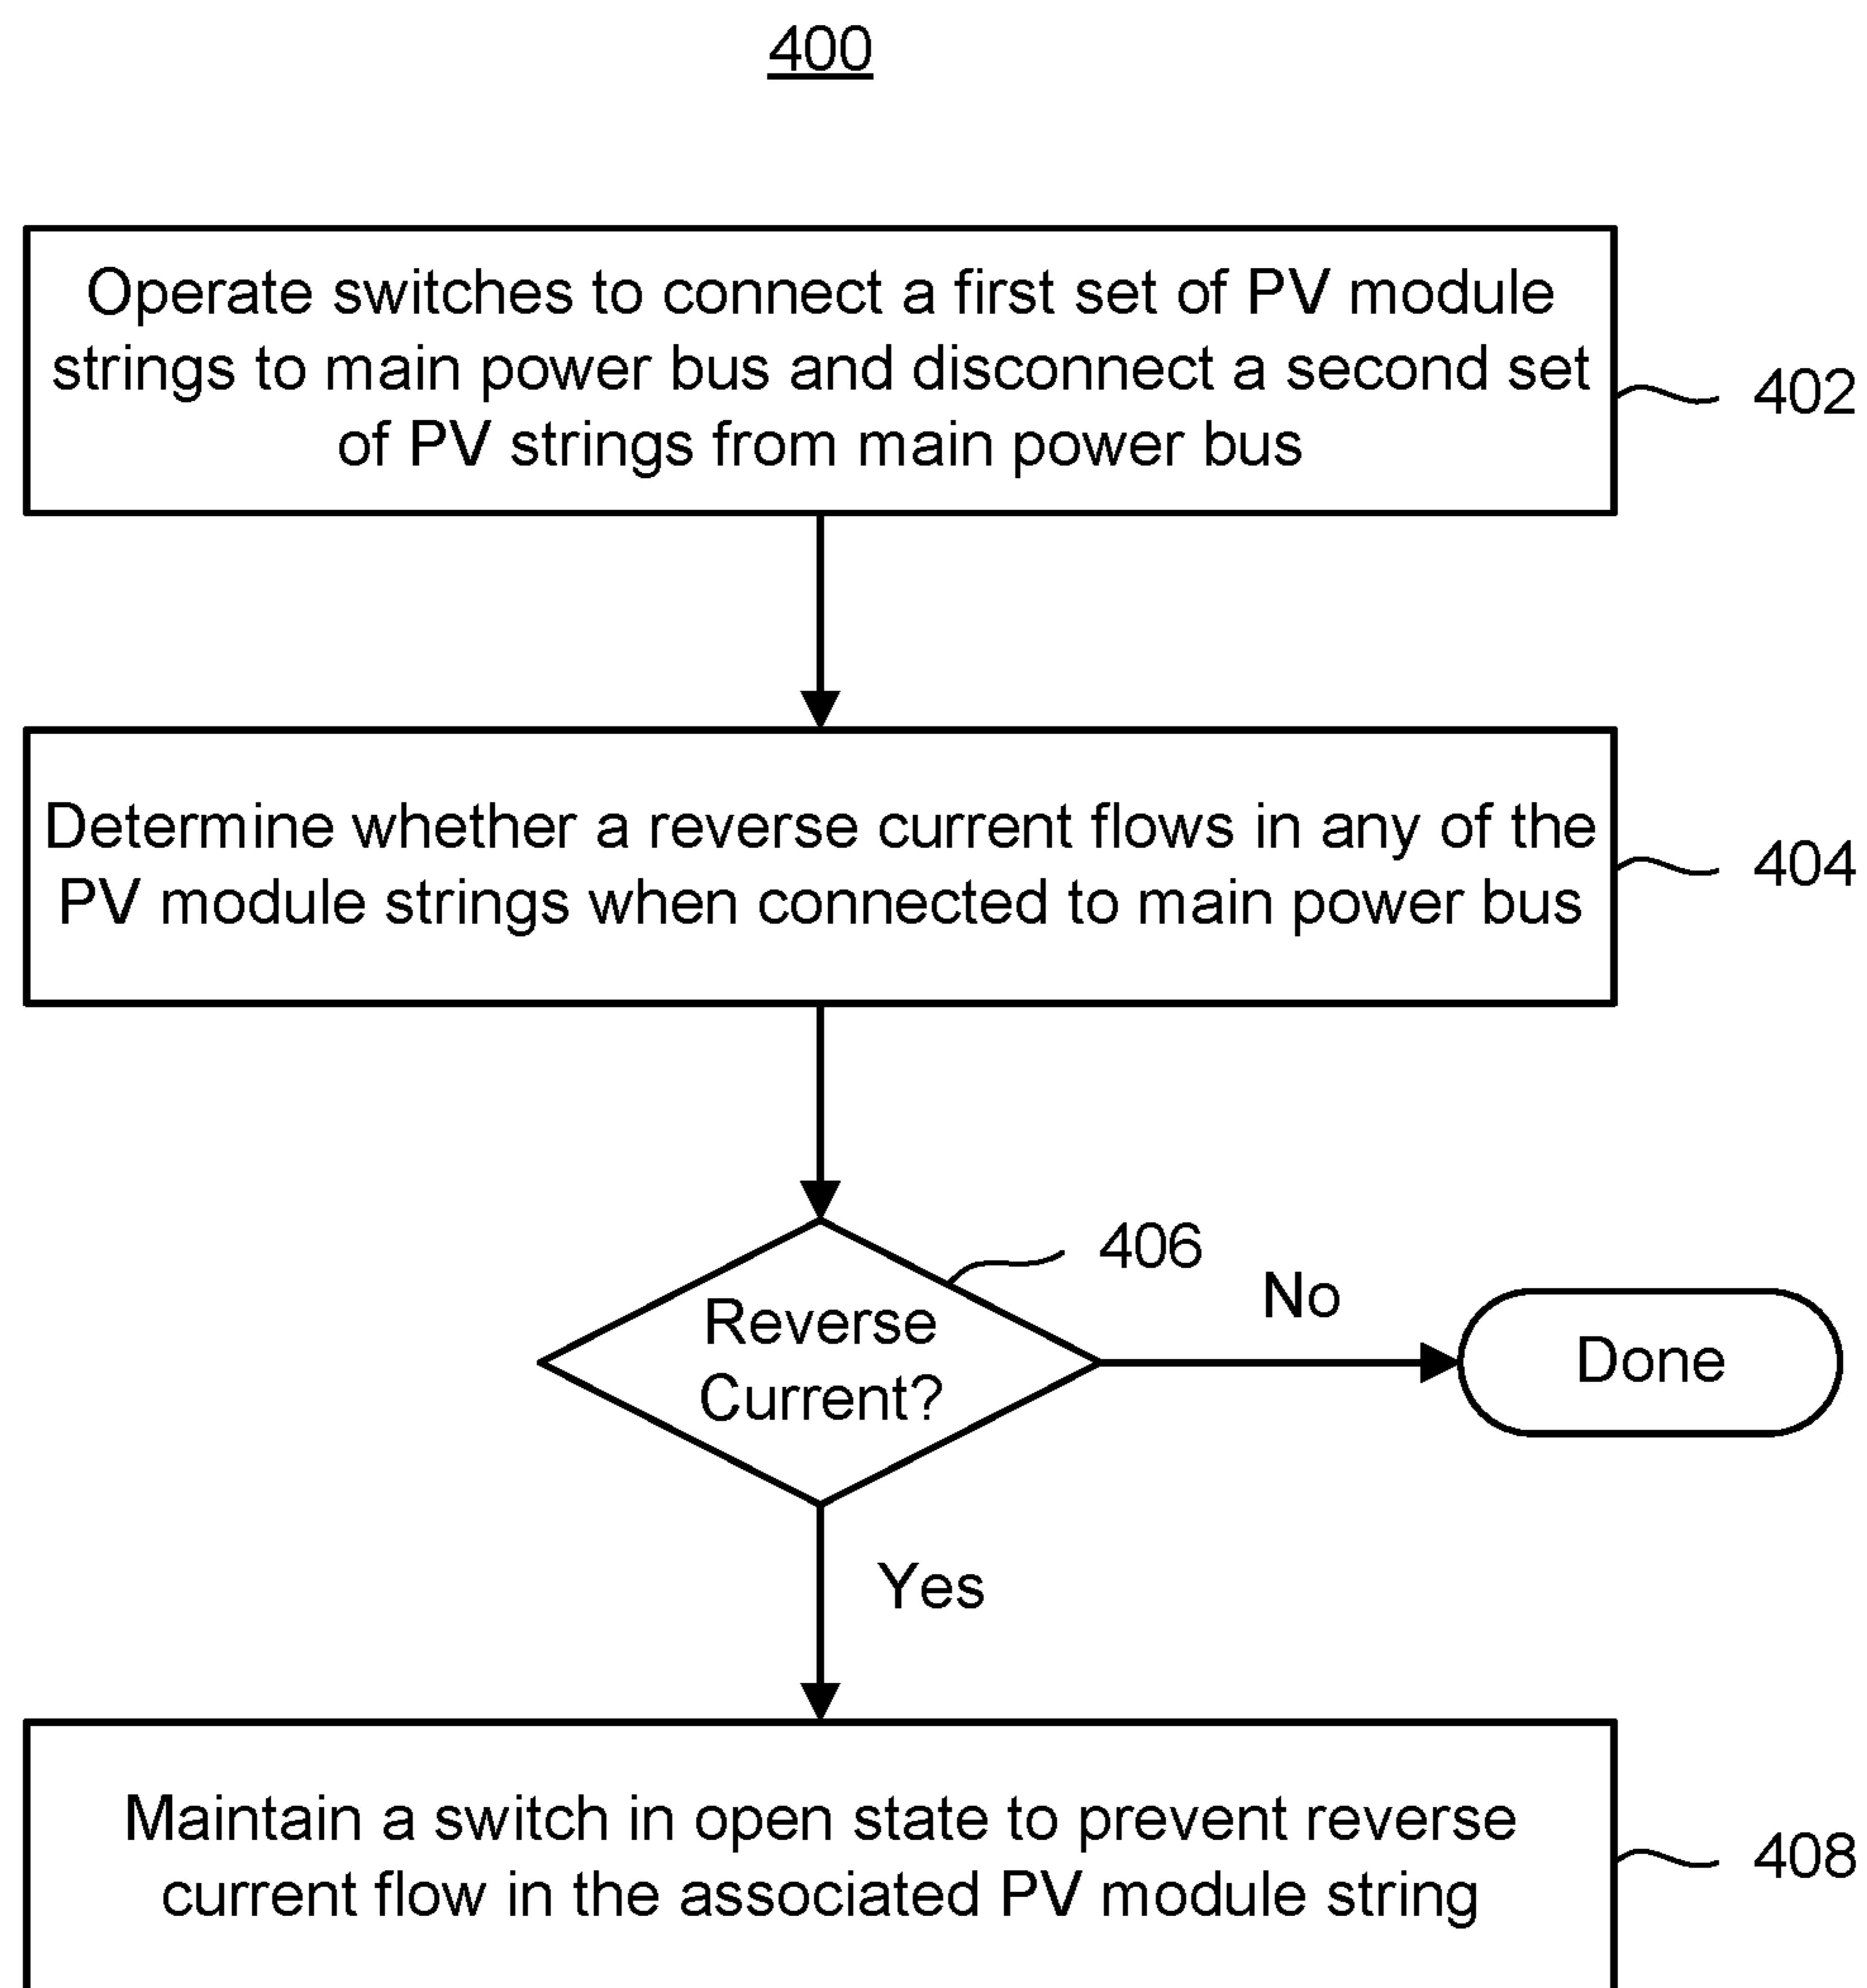 400
Operate switches to connect a first set of PV module
strings to main power bus and disconnect a second set
of PV strings from main power bus
402
Determine whether a reverse current flows in any of the
PV module strings when connected to main power bus
404
406
Reverse
Current?
No
Done
Yes
Maintain a switch in open state to prevent reverse
current flow in the associated PV module string
408